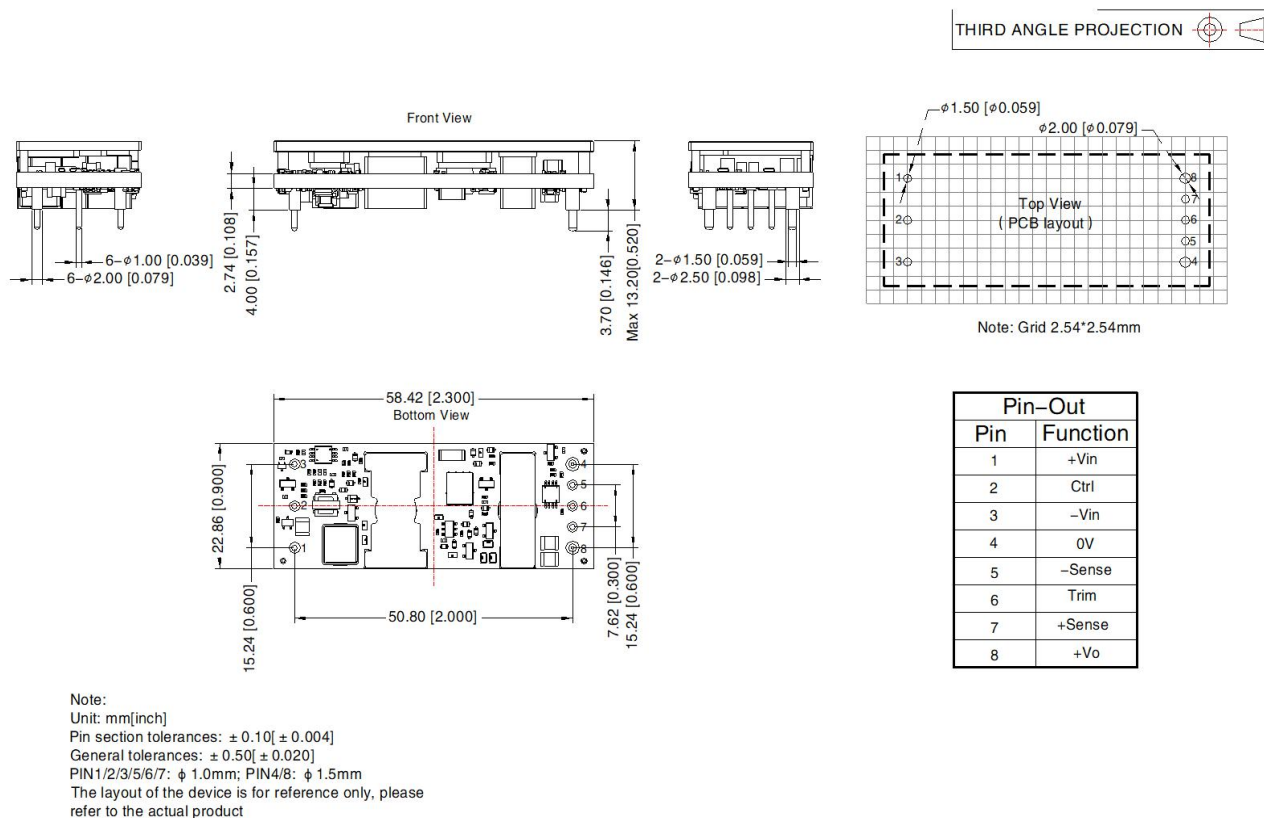 THIRD ANGLE PROJECTION
Front View
2.74 [0.108]
4.00 [0.157]
3.70 [0.146]
Max 13.20[0.520]
6–ϕ1.00 [0.039]
6–ϕ2.00 [0.079]
2–ϕ1.50 [0.059]
2–ϕ2.50 [0.098]
ϕ1.50 [ϕ0.059]
ϕ2.00 [ϕ0.079]
1
2
3
8
7
6
5
4
Top View
( PCB layout )
Note: Grid 2.54*2.54mm
58.42 [2.300]
Bottom View
22.86 [0.900]
15.24 [0.600]
3
2
1
4
5
6
7
8
50.80 [2.000]
7.62 [0.300]
15.24 [0.600]
Pin–Out
Pin Function
1 +Vin
2 Ctrl
3 –Vin
4 0V
5 –Sense
6 Trim
7 +Sense
8 +Vo
Note:
Unit: mm[inch]
Pin section tolerances: ± 0.10[ ± 0.004]
General tolerances: ± 0.50[ ± 0.020]
PIN1/2/3/5/6/7: ϕ 1.0mm; PIN4/8: ϕ 1.5mm
The layout of the device is for reference only, please
refer to the actual product